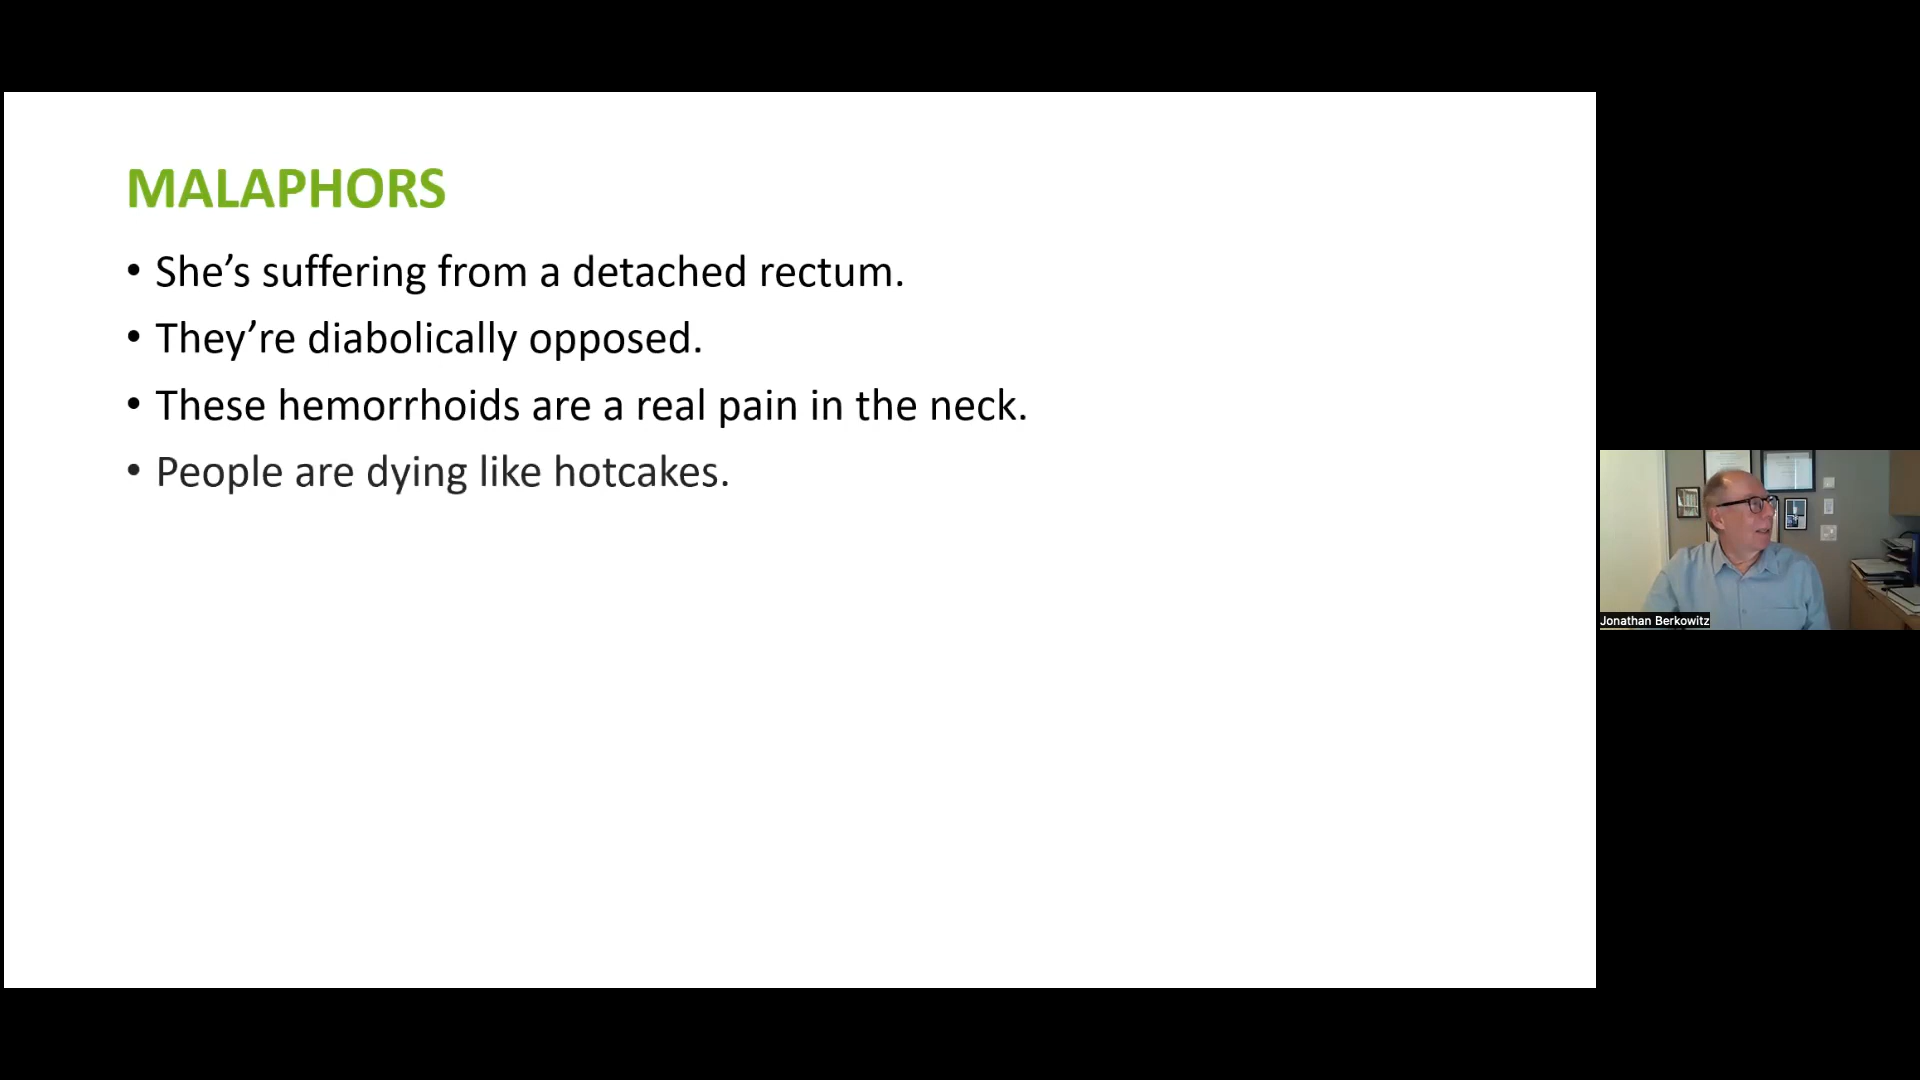 MALAPHORS
• She’s suffering from a detached rectum.
• They’re diabolically opposed.
• These hemorrhoids are a real pain in the neck.
• People are dying like hotcakes.
Jonathan Berkowitz